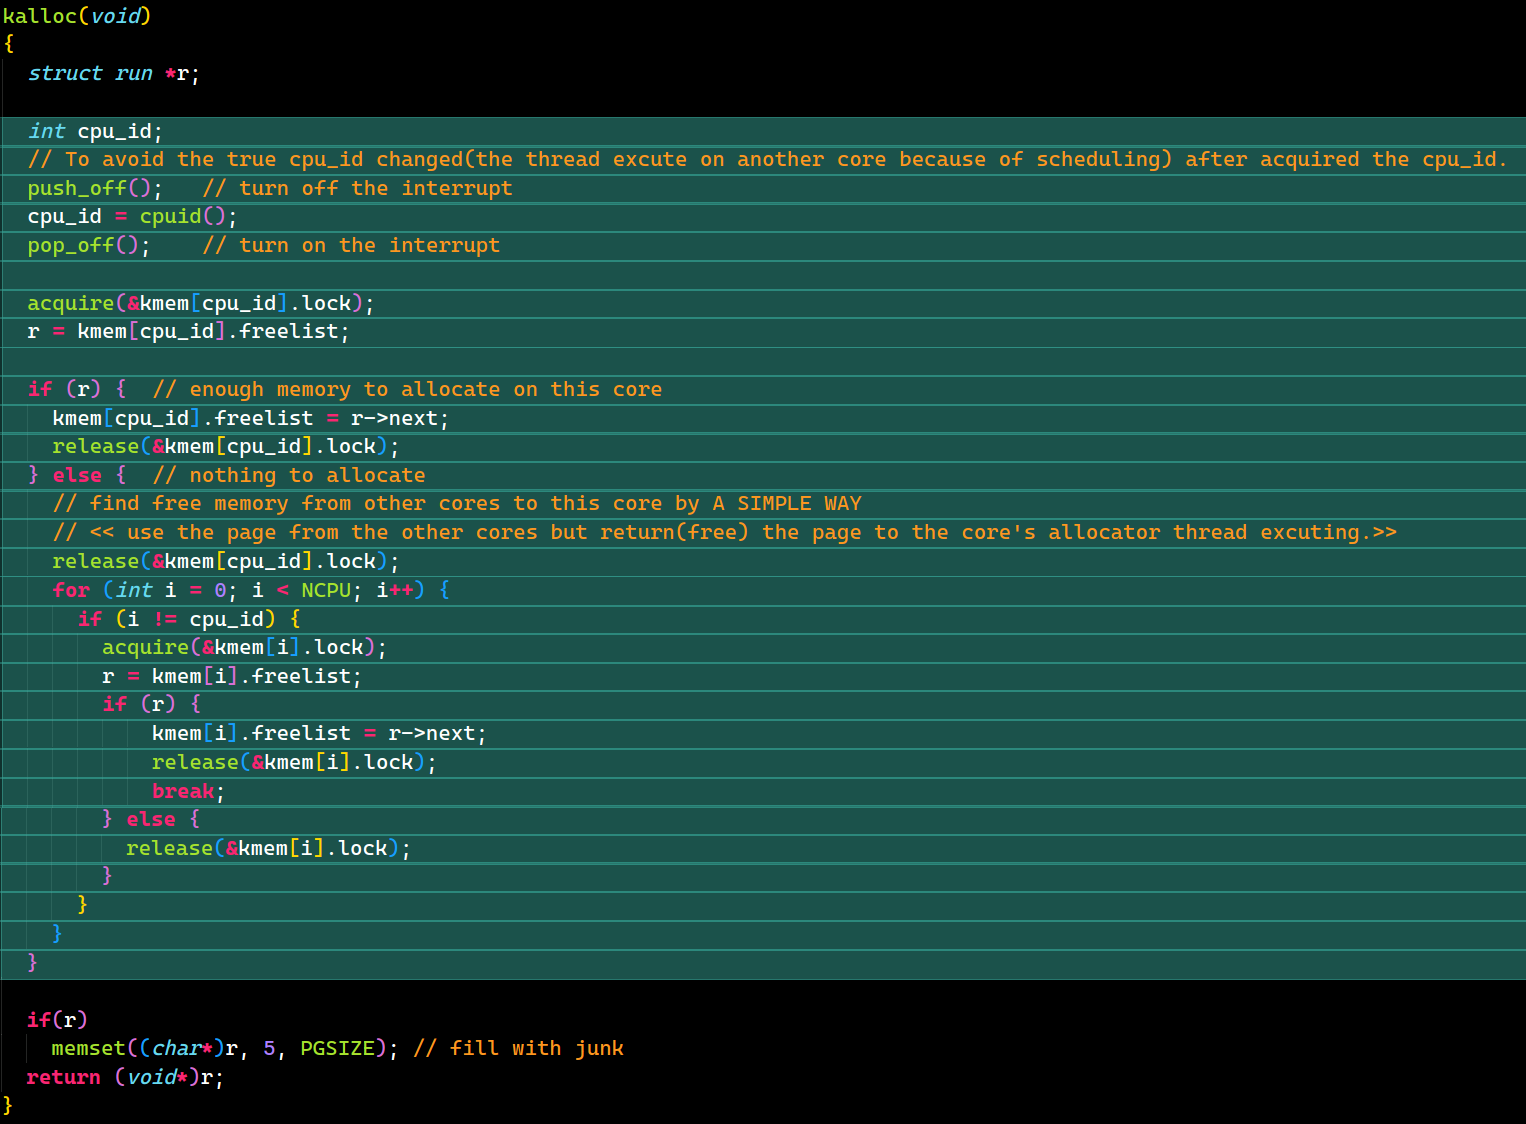 kalloc(void)
{
  struct run *r;

  int cpu_id;
  // To avoid the true cpu_id changed(the thread excute on another core because of scheduling) after acquired the cpu_id.
  push_off();   // turn off the interrupt
  cpu_id = cpuid();
  pop_off();    // turn on the interrupt

  acquire(&kmem[cpu_id].lock);
  r = kmem[cpu_id].freelist;

  if (r) {  // enough memory to allocate on this core
    kmem[cpu_id].freelist = r->next;
    release(&kmem[cpu_id].lock);
  } else {  // nothing to allocate
    // find free memory from other cores to this core by A SIMPLE WAY
    // << use the page from the other cores but return(free) the page to the core's allocator thread excuting.>>
    release(&kmem[cpu_id].lock);
    for (int i = 0; i < NCPU; i++) {
      if (i != cpu_id) {
        acquire(&kmem[i].lock);
        r = kmem[i].freelist;
        if (r) {
            kmem[i].freelist = r->next;
            release(&kmem[i].lock);
            break;
        } else {
          release(&kmem[i].lock);
        }
      }
    }
  }

  if(r)
    memset((char*)r, 5, PGSIZE); // fill with junk
  return (void*)r;
}